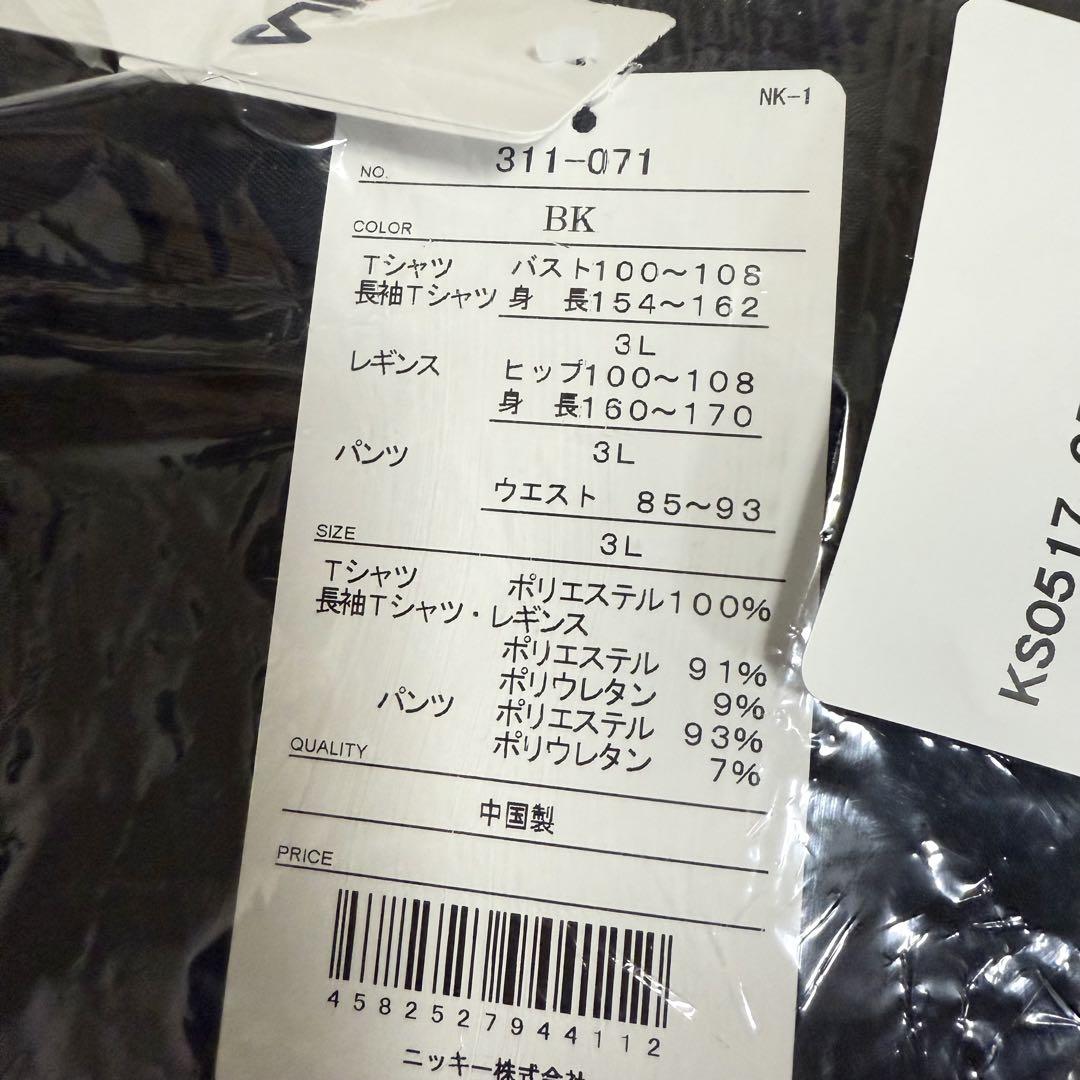 NK-1
NO. 311-071
COLOR BK
Tシャツ バスト100～108
長袖Tシャツ 身 長154～162
3L
レギンス ヒップ100～108
身 長160～170
パンツ 3L
ウエスト 85～93
SIZE 3L
Tシャツ ポリエステル100%
長袖Tシャツ・レギンス
ポリエステル 91%
ポリウレタン 9%
パンツ ポリエステル 93%
ポリウレタン 7%
QUALITY
中国製
PRICE
4582527944112
ニッキー株式会社
KS0517